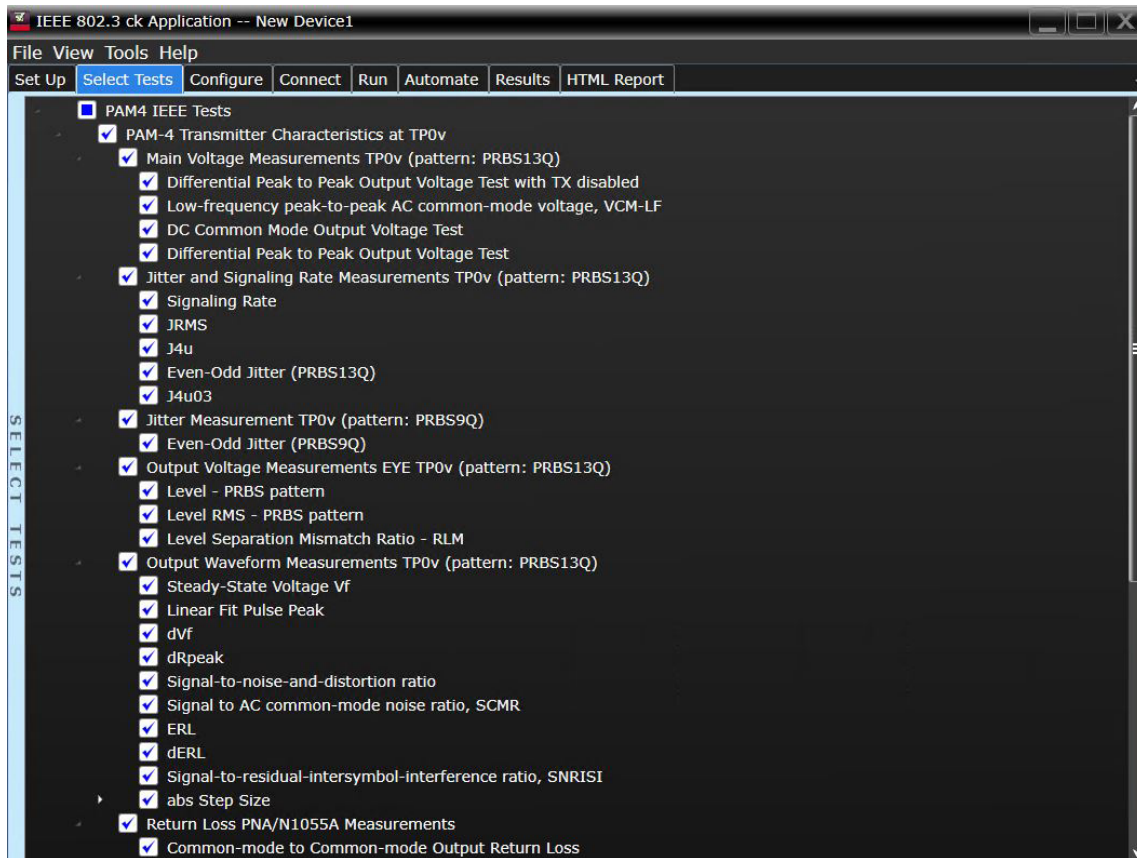 IEEE 802.3 ck Application -- New Device1
File View Tools Help
Set Up Select Tests Configure Connect Run Automate Results HTML Report
SELECT TESTS
PAM4 IEEE Tests
PAM-4 Transmitter Characteristics at TP0v
Main Voltage Measurements TP0v (pattern: PRBS13Q)
Differential Peak to Peak Output Voltage Test with TX disabled
Low-frequency peak-to-peak AC common-mode voltage, VCM-LF
DC Common Mode Output Voltage Test
Differential Peak to Peak Output Voltage Test
Jitter and Signaling Rate Measurements TP0v (pattern: PRBS13Q)
Signaling Rate
JRMS
J4u
Even-Odd Jitter (PRBS13Q)
J4u03
Jitter Measurement TP0v (pattern: PRBS9Q)
Even-Odd Jitter (PRBS9Q)
Output Voltage Measurements EYE TP0v (pattern: PRBS13Q)
Level - PRBS pattern
Level RMS - PRBS pattern
Level Separation Mismatch Ratio - RLM
Output Waveform Measurements TP0v (pattern: PRBS13Q)
Steady-State Voltage Vf
Linear Fit Pulse Peak
dVf
dRpeak
Signal-to-noise-and-distortion ratio
Signal to AC common-mode noise ratio, SCMR
ERL
dERL
Signal-to-residual-intersymbol-interference ratio, SNRISI
abs Step Size
Return Loss PNA/N1055A Measurements
Common-mode to Common-mode Output Return Loss